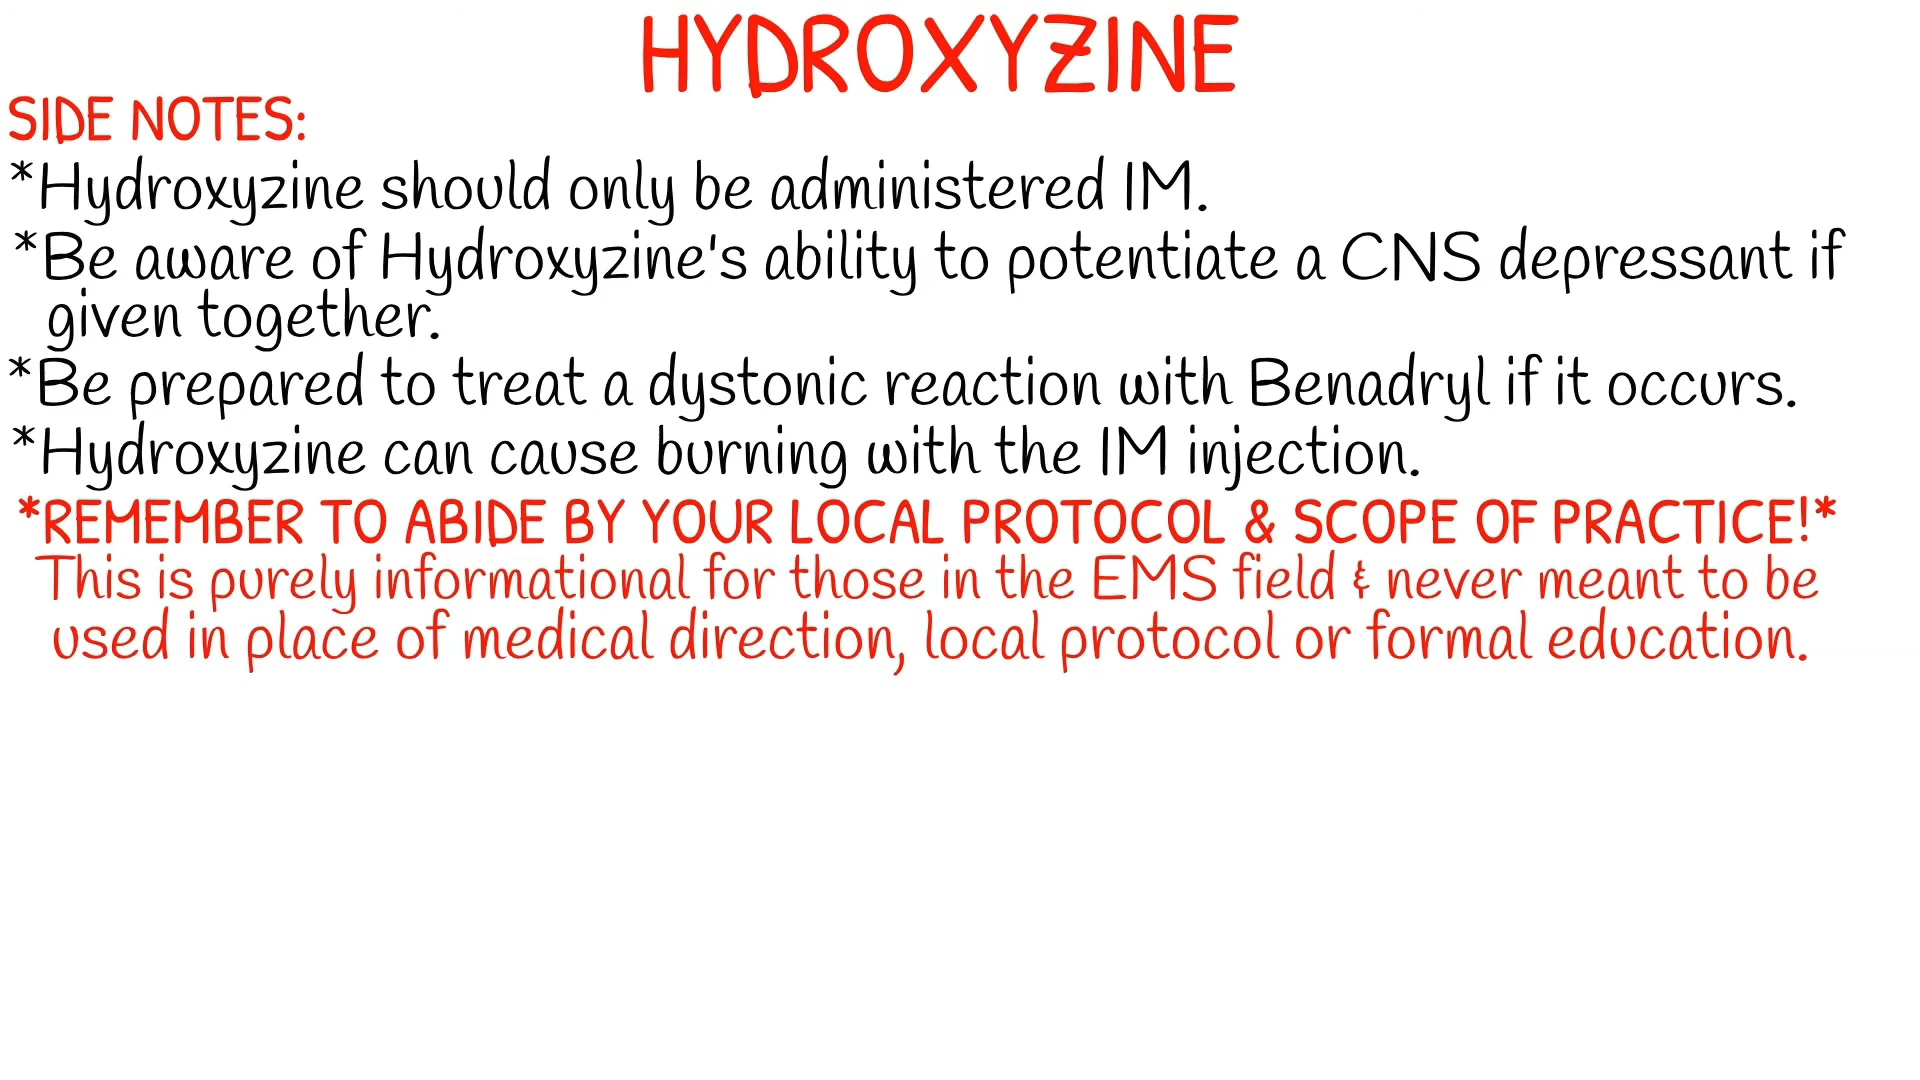 HYDROXYZINE
SIDE NOTES:
*Hydroxyzine should only be administered IM.
*Be aware of Hydroxyzine's ability to potentiate a CNS depressant if
given together.
*Be prepared to treat a dystonic reaction with Benadryl if it occurs.
*Hydroxyzine can cause burning with the IM injection.
*REMEMBER TO ABIDE BY YOUR LOCAL PROTOCOL & SCOPE OF PRACTICE!*
This is purely informational for those in the EMS field & never meant to be
used in place of medical direction, local protocol or formal education.